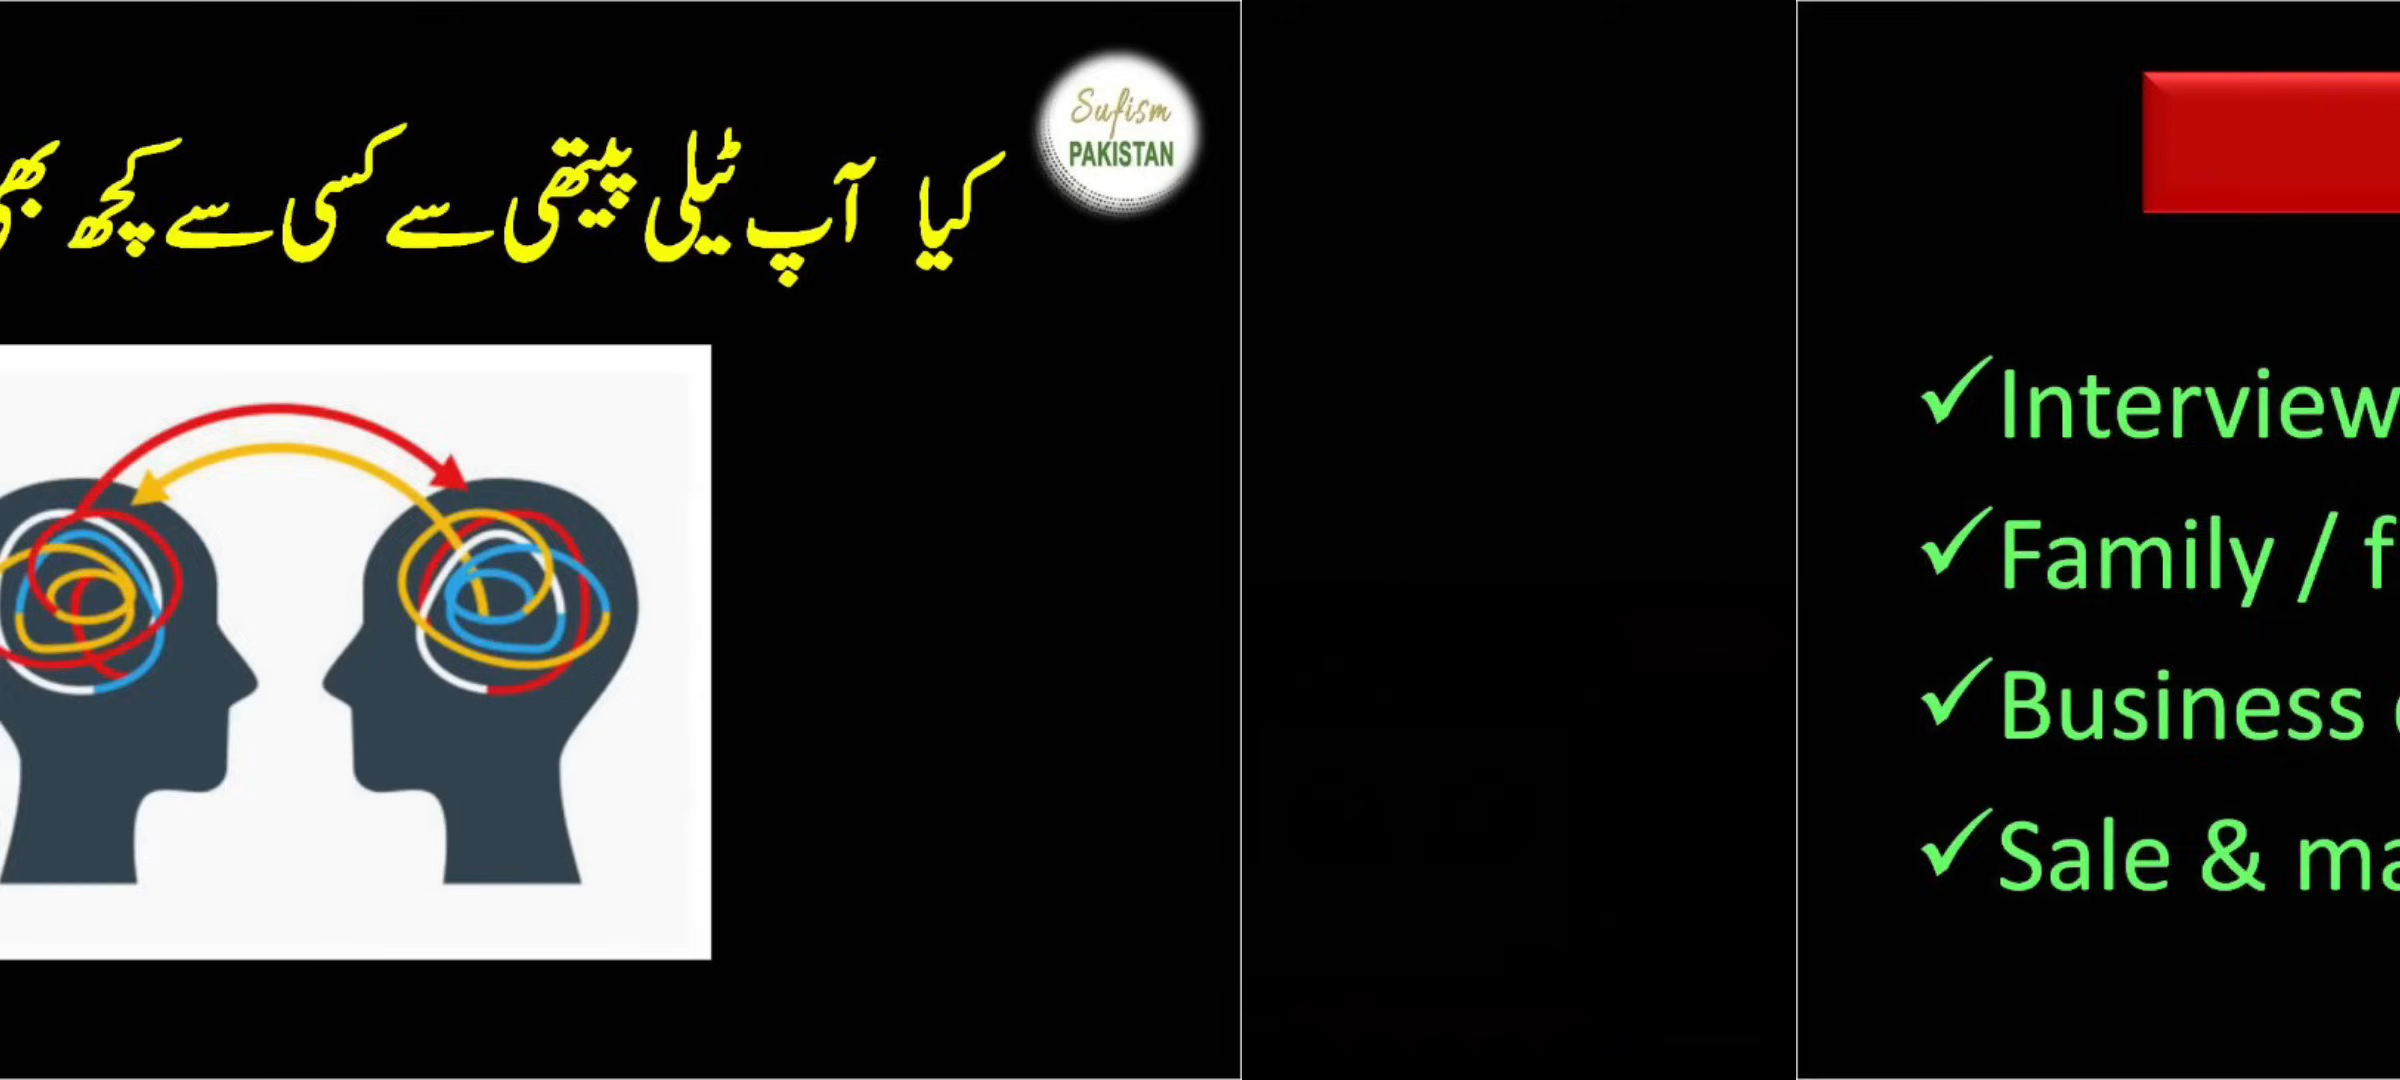 کیا آپ ٹیلی پیتھی سے کسی سے کچھ
Sufism
PAKISTAN
✓Interview
✓Family / f
✓Business
✓Sale & ma